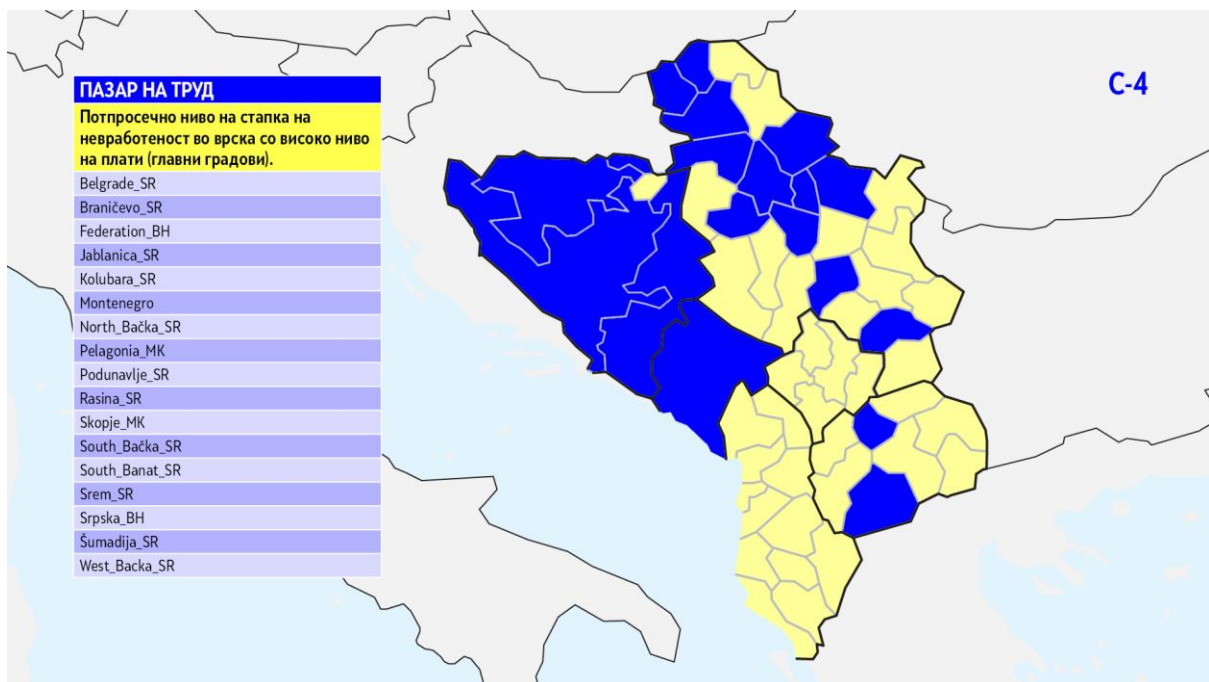 ПАЗАР НА ТРУД
Потпросечно ниво на стапка на
невработеност во врска со високо ниво
на плати (главни градови).
Belgrade_SR
Braničevo_SR
Federation_BH
Jablanica_SR
Kolubara_SR
Montenegro
North_Bačka_SR
Pelagonia_MK
Podunavlje_SR
Rasina_SR
Skopje_MK
South_Bačka_SR
South_Banat_SR
Srem_SR
Srpska_BH
Šumadija_SR
West_Backa_SR
C-4